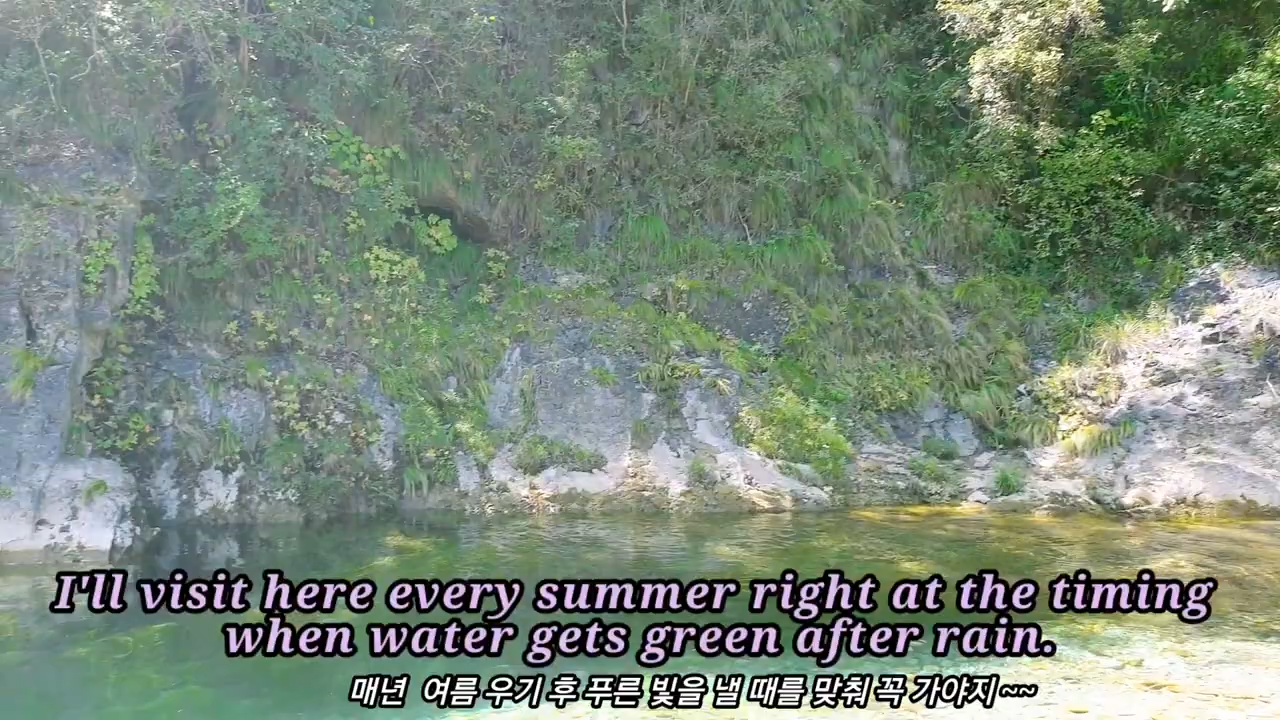 I'll visit here every summer right at the timing
when water gets green after rain.
매년 여름 우기 후 푸른 빛을 낼 때를 맞춰 꼭 가야지 ~~